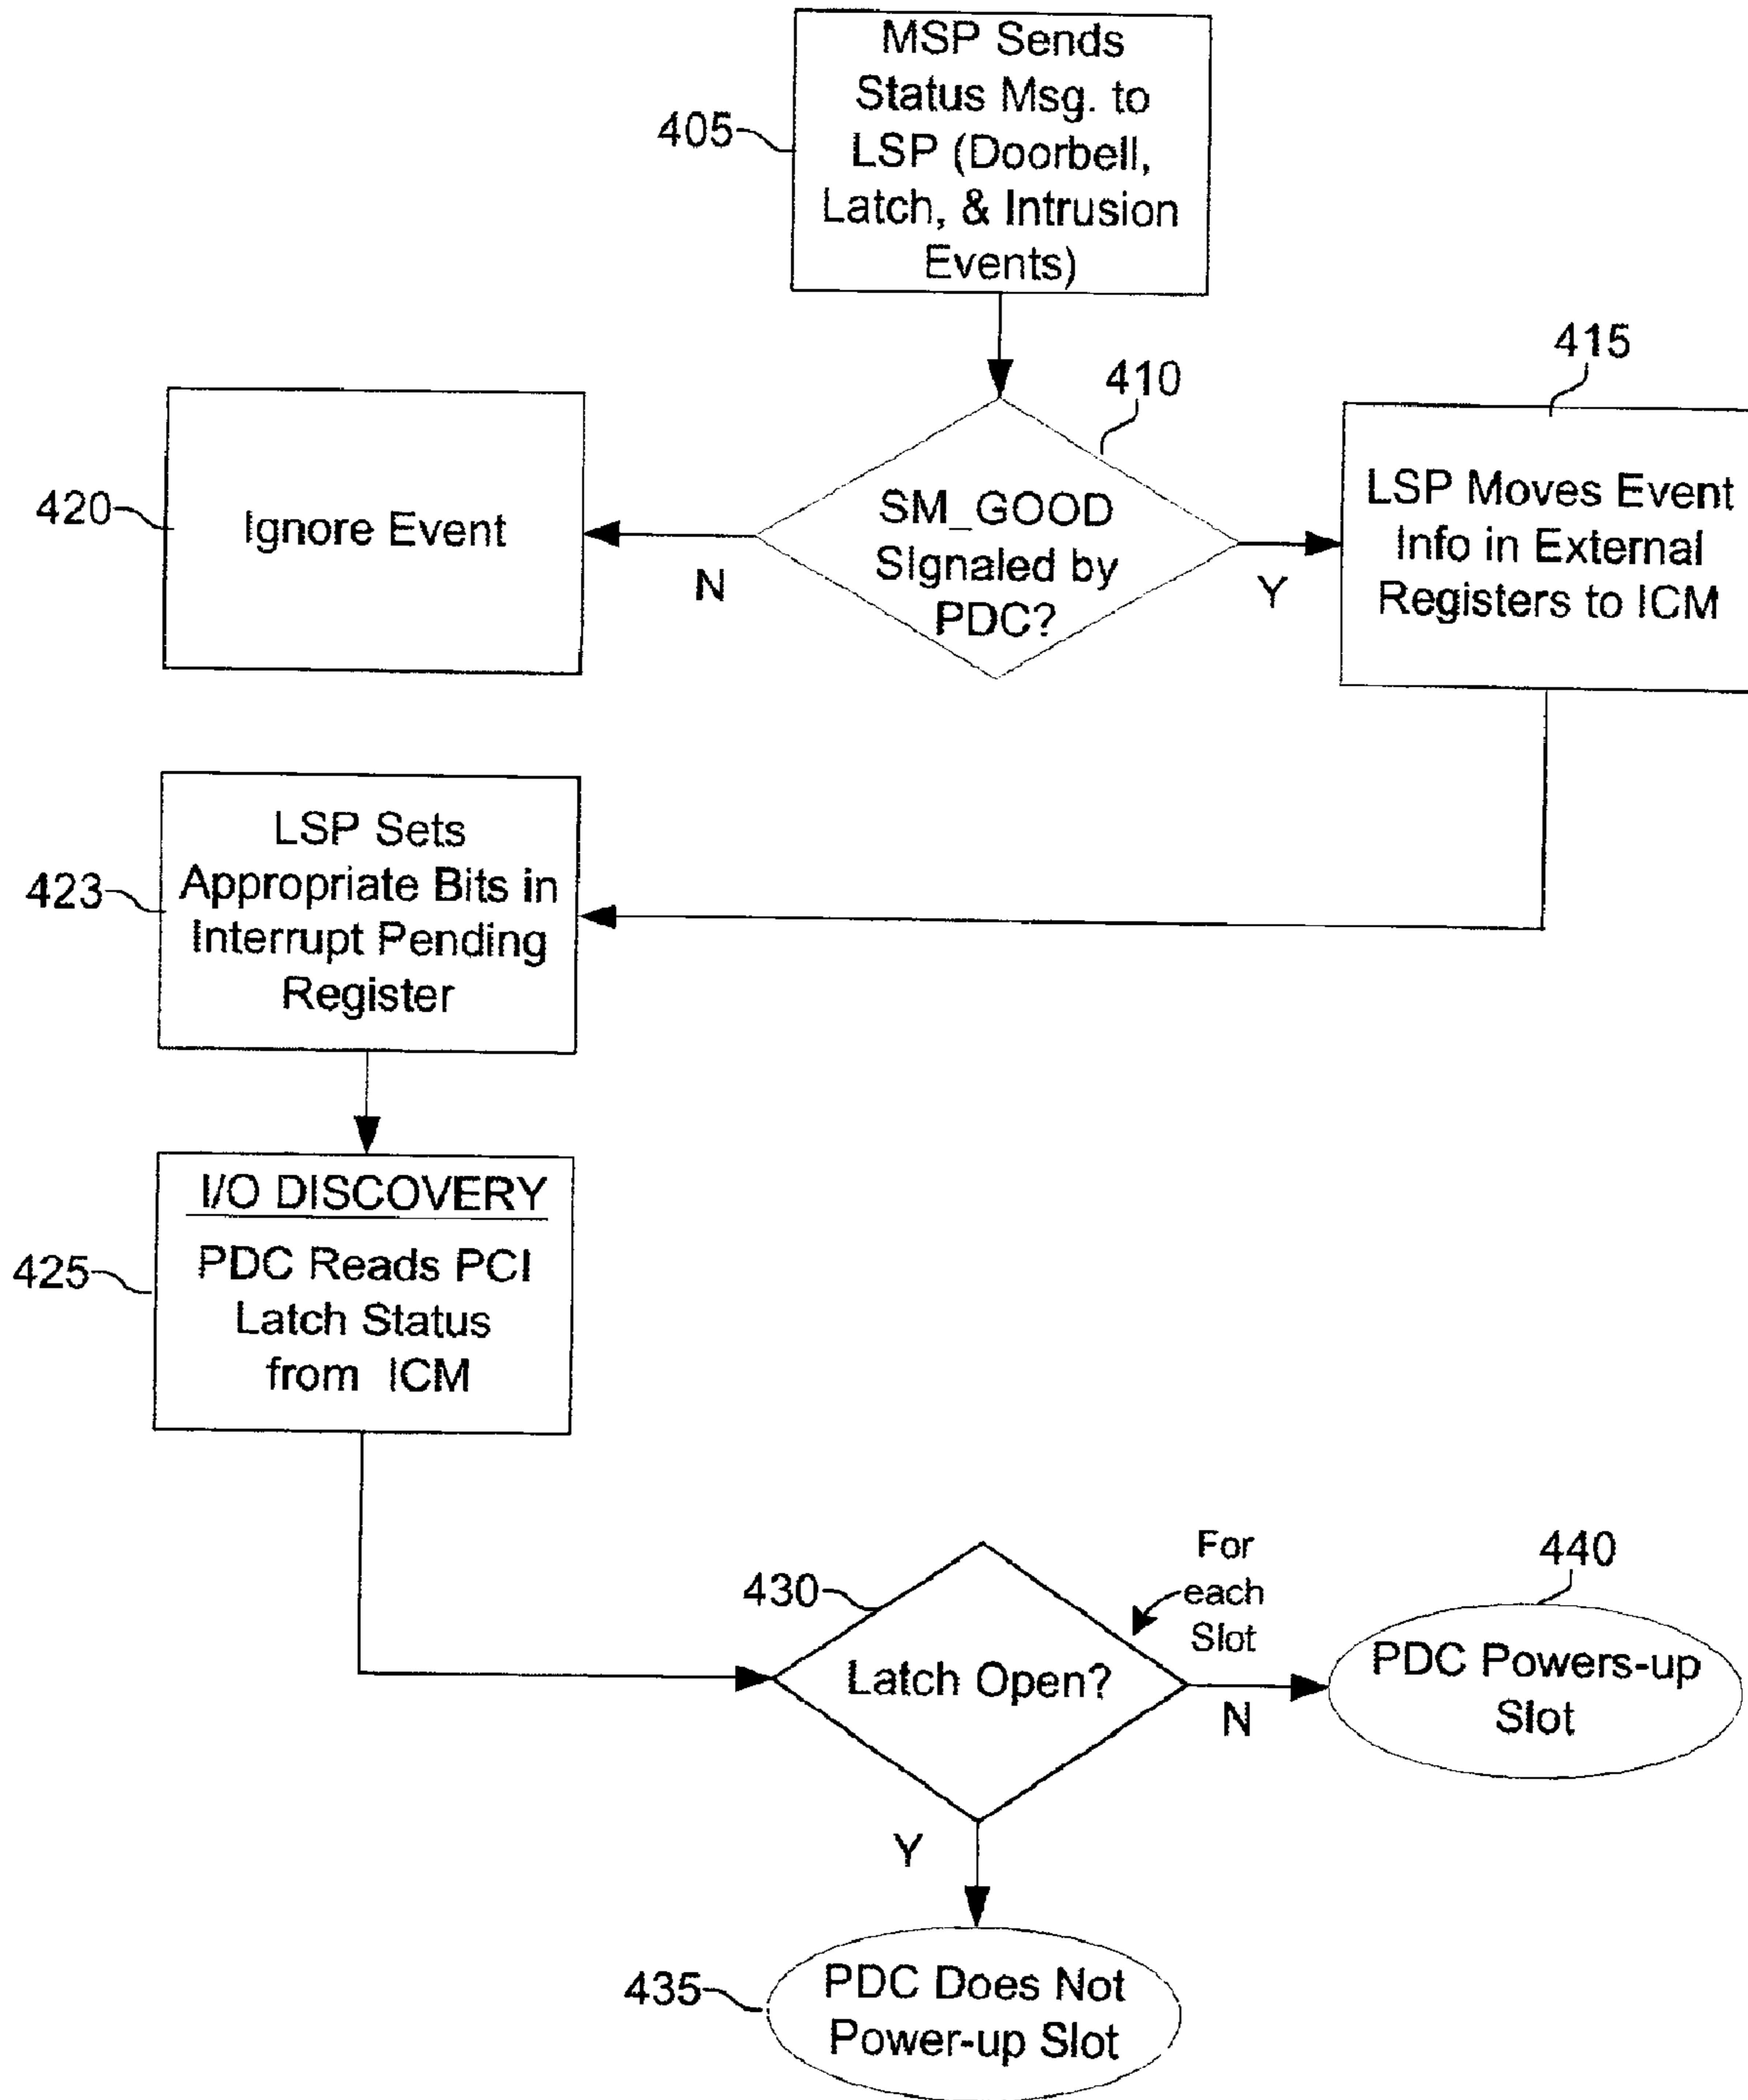 MSP Sends
Status Msg. to
LSP (Doorbell,
Latch, & Intrusion
Events)
405
410
415
SM_GOOD
Signaled by
PDC?
N
Y
Ignore Event
420
LSP Moves Event
Info in External
Registers to ICM
LSP Sets
Appropriate Bits in
Interrupt Pending
Register
423
I/O DISCOVERY
PDC Reads PCI
Latch Status
from ICM
425
430
Latch Open?
For
each
Slot
N
Y
440
PDC Powers-up
Slot
435
PDC Does Not
Power-up Slot